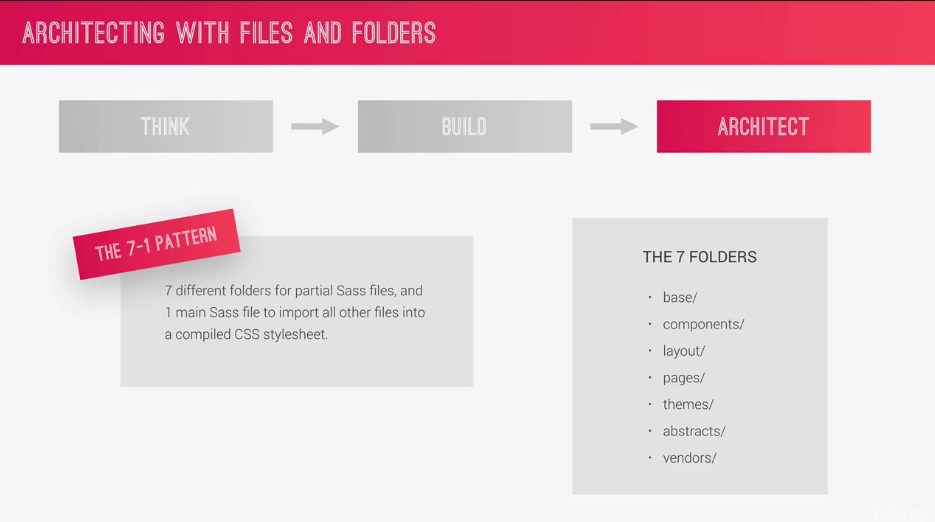 ARCHITECTING WITH FILES AND FOLDERS
THINK
BUILD
ARCHITECT
THE 7-1 PATTERN
7 different folders for partial Sass files, and
1 main Sass file to import all other files into
a compiled CSS stylesheet.
THE 7 FOLDERS
· base/
· components/
· layout/
· pages/
· themes/
· abstracts/
· vendors/
udemy